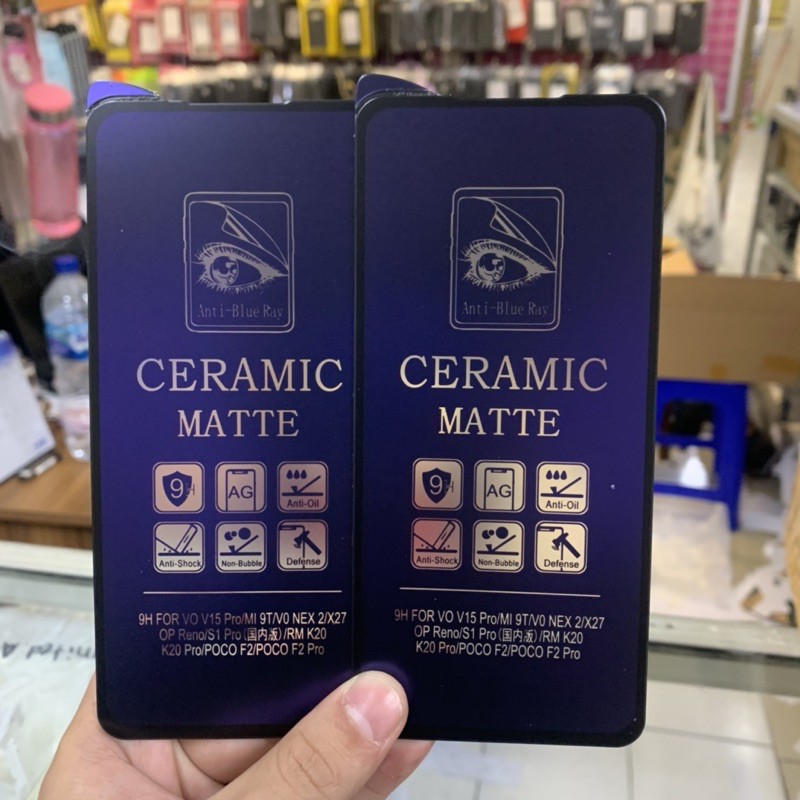 Anti-Blue Ray
CERAMIC
MATTE
9H
AG
Anti-Oil
Anti-Shock
Non-Bubble
Defense
9H FOR VO V15 Pro/MI 9T/V0 NEX 2/X27
OP Reno/S1 Pro(国内版)/RM K20
K20 Pro/POCO F2/POCO F2 Pro
Anti-Blue Ray
CERAMIC
MATTE
9H
AG
Anti-Oil
Anti-Shock
Non-Bubble
Defense
9H FOR VO V15 Pro/MI 9T/V0 NEX 2/X27
OP Reno/S1 Pro(国内版)/RM K20
K20 Pro/POCO F2/POCO F2 Pro